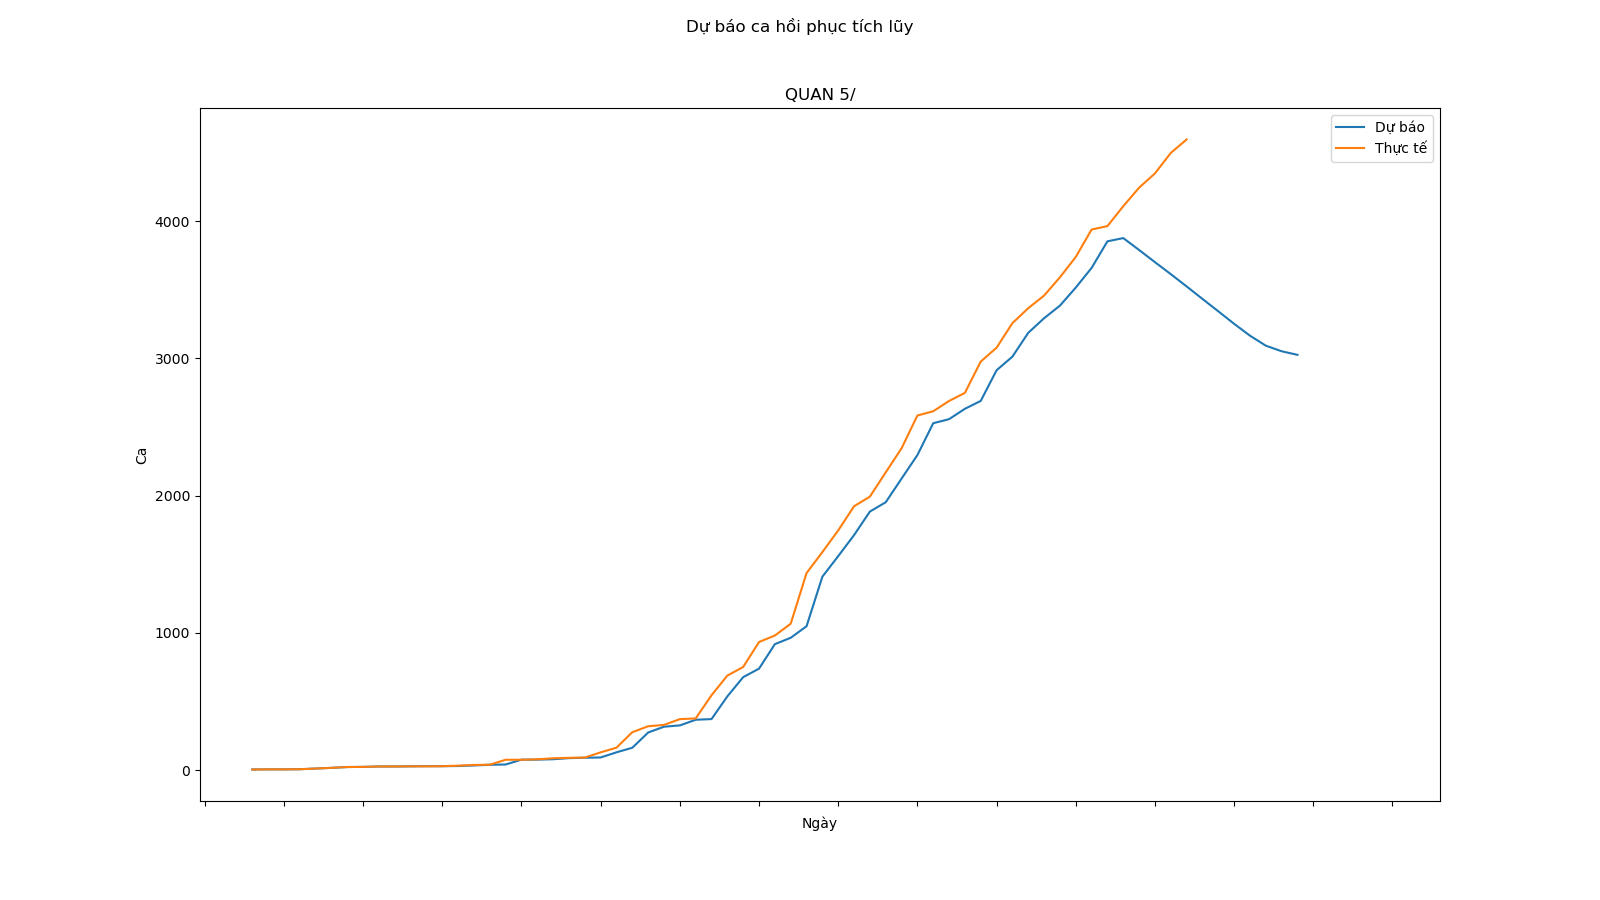 Dự báo ca hồi phục tích lũy
QUAN 5/
Dự báo
Thực tế
4000
3000
2000
1000
0
Ca
Ngày